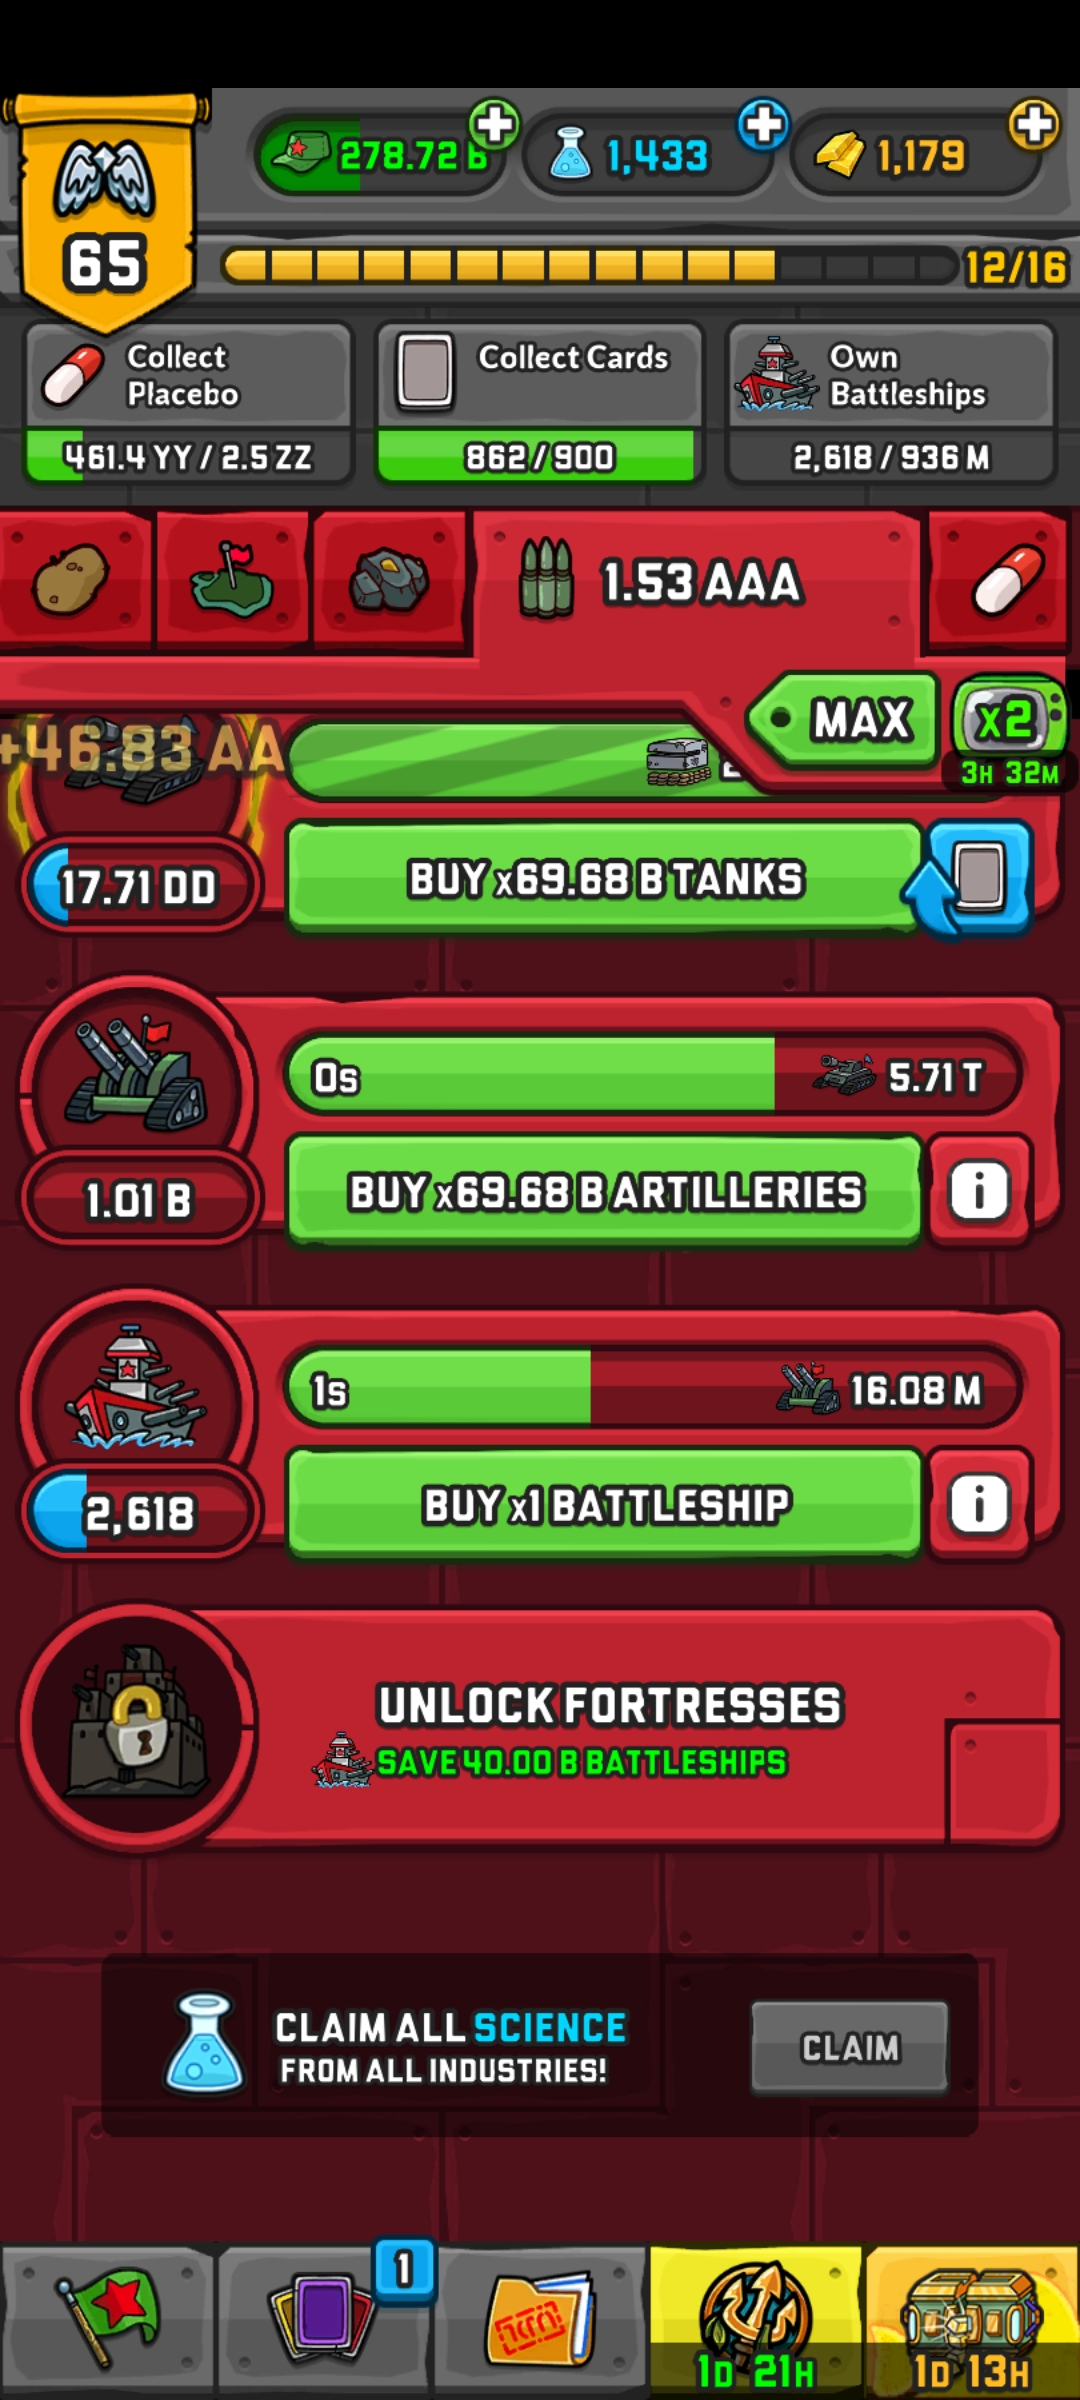 278.72 B
1,433
1,179
65
12/16
Collect
Placebo
461.4 YY / 2.5 ZZ
Collect Cards
862/900
Own
Battleships
2,618 / 936 M
1.53 AAA
MAX
x2
3H 32M
+46.83 AA
17.71 DD
BUY x69.68 B TANKS
0s
5.71 T
1.01 B
BUY x69.68 B ARTILLERIES
1s
16.08 M
2,618
BUY x1 BATTLESHIP
UNLOCK FORTRESSES
SAVE 40.00 B BATTLESHIPS
CLAIM ALL SCIENCE
FROM ALL INDUSTRIES!
CLAIM
1
1D 21H
1D 13H